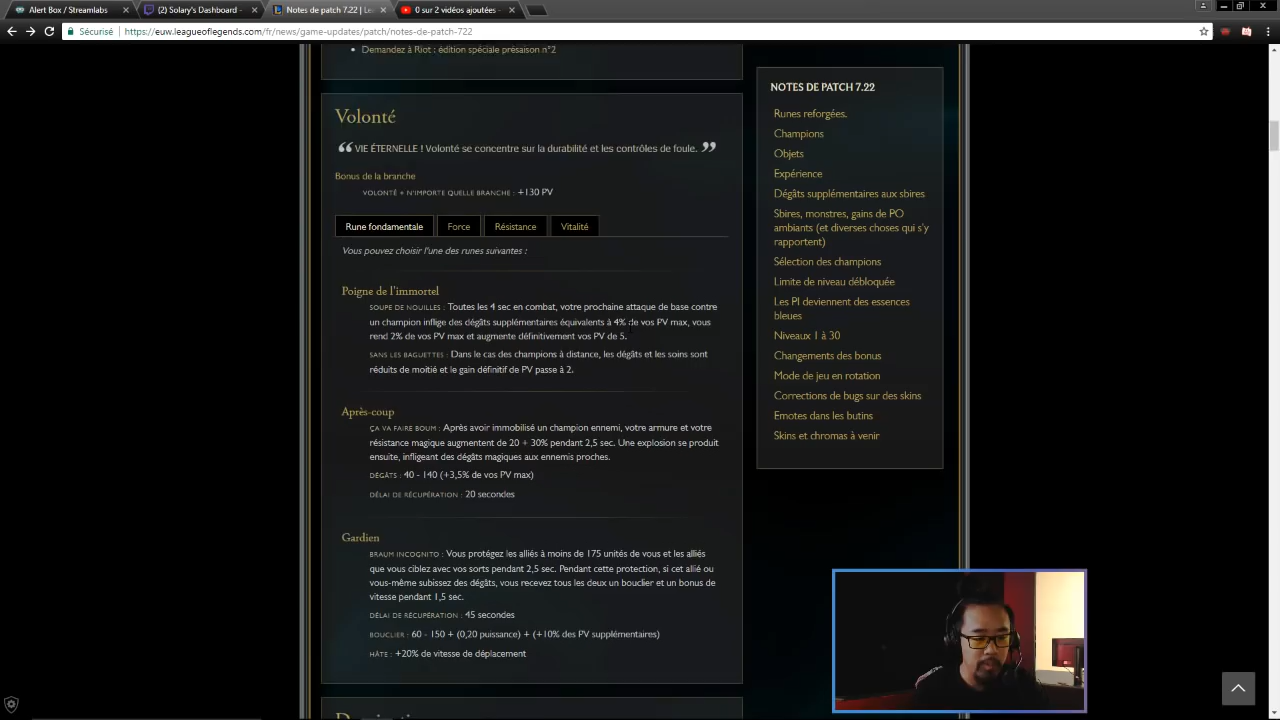 Alert Box / Streamlabs
(2) Solary's Dashboard -
Notes de patch 7.22 | Le
0 sur 2 vidéos ajoutées -
Sécurisé
https://euw.leagueoflegends.com/fr/news/game-updates/patch/notes-de-patch-722
Demandez à Riot : édition spéciale présaison n°2
Volonté
VIE ÉTERNELLE ! Volonté se concentre sur la durabilité et les contrôles de foule.
Bonus de la branche
VOLONTÉ + N'IMPORTE QUELLE BRANCHE : +130 PV
Rune fondamentale
Force
Résistance
Vitalité
Vous pouvez choisir l'une des runes suivantes :
Poigne de l'immortel
SOUPE DE NOUILLES : Toutes les 4 sec en combat, votre prochaine attaque de base contre
un champion inflige des dégâts supplémentaires équivalents à 4% de vos PV max, vous
rend 2% de vos PV max et augmente définitivement vos PV de 5.
SANS LES BAGUETTES : Dans le cas des champions à distance, les dégâts et les soins sont
réduits de moitié et le gain définitif de PV passe à 2.
Après-coup
ÇA VA FAIRE BOUM : Après avoir immobilisé un champion ennemi, votre armure et votre
résistance magique augmentent de 20 + 30% pendant 2,5 sec. Une explosion se produit
ensuite, infligeant des dégâts magiques aux ennemis proches.
DÉGÂTS : 40 - 140 (+3,5% de vos PV max)
DÉLAI DE RÉCUPÉRATION : 20 secondes
Gardien
BRAUM INCOGNITO : Vous protégez les alliés à moins de 175 unités de vous et les alliés
que vous ciblez avec vos sorts pendant 2,5 sec. Pendant cette protection, si cet allié ou
vous-même subissez des dégâts, vous recevez tous les deux un bouclier et un bonus de
vitesse pendant 1,5 sec.
DÉLAI DE RÉCUPÉRATION : 45 secondes
BOUCLIER : 60 - 150 + (0,20 puissance) + (+10% des PV supplémentaires)
HÂTE : +20% de vitesse de déplacement
NOTES DE PATCH 7.22
Runes reforgées.
Champions
Objets
Expérience
Dégâts supplémentaires aux sbires
Sbires, monstres, gains de PO
ambiants (et diverses choses qui s'y
rapportent)
Sélection des champions
Limite de niveau débloquée
Les PI deviennent des essences
bleues
Niveaux 1 à 30
Changements des bonus
Mode de jeu en rotation
Corrections de bugs sur des skins
Emotes dans les butins
Skins et chromas à venir